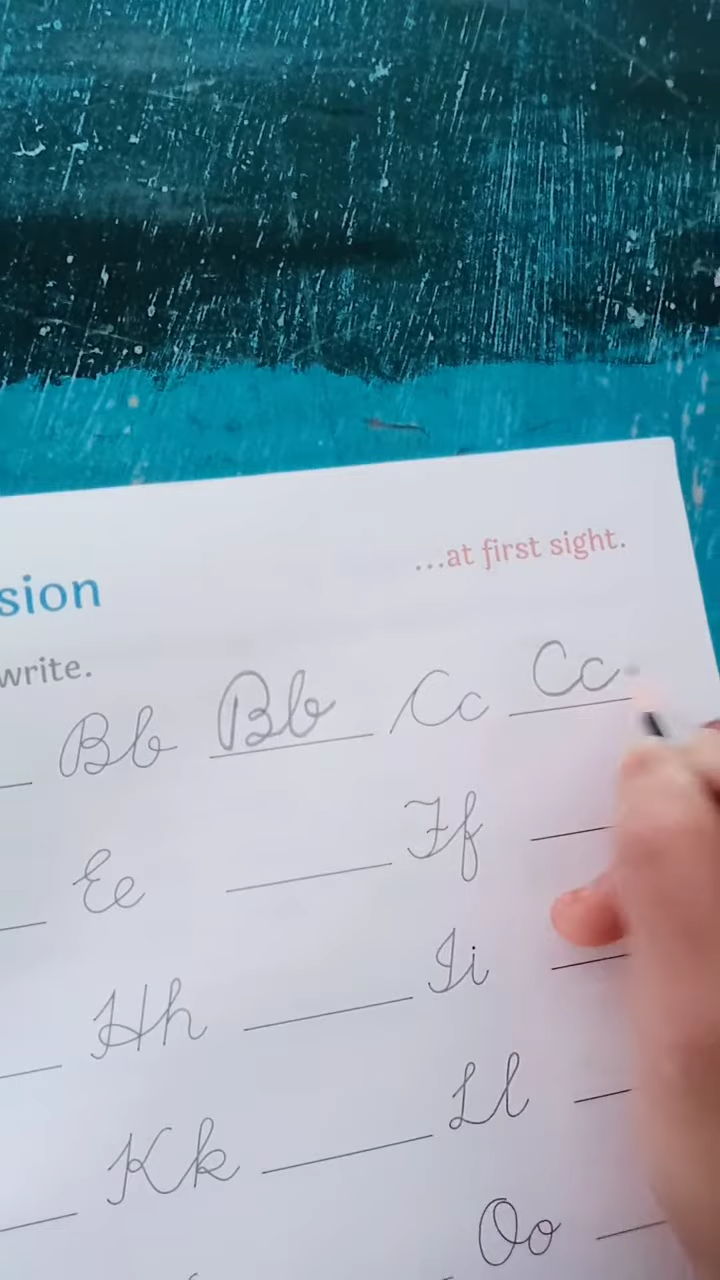 sion
...at first sight.
write.
Bb Bb Cc Cc
Ee Ff
Hh Ii
Kk Ll
Oo